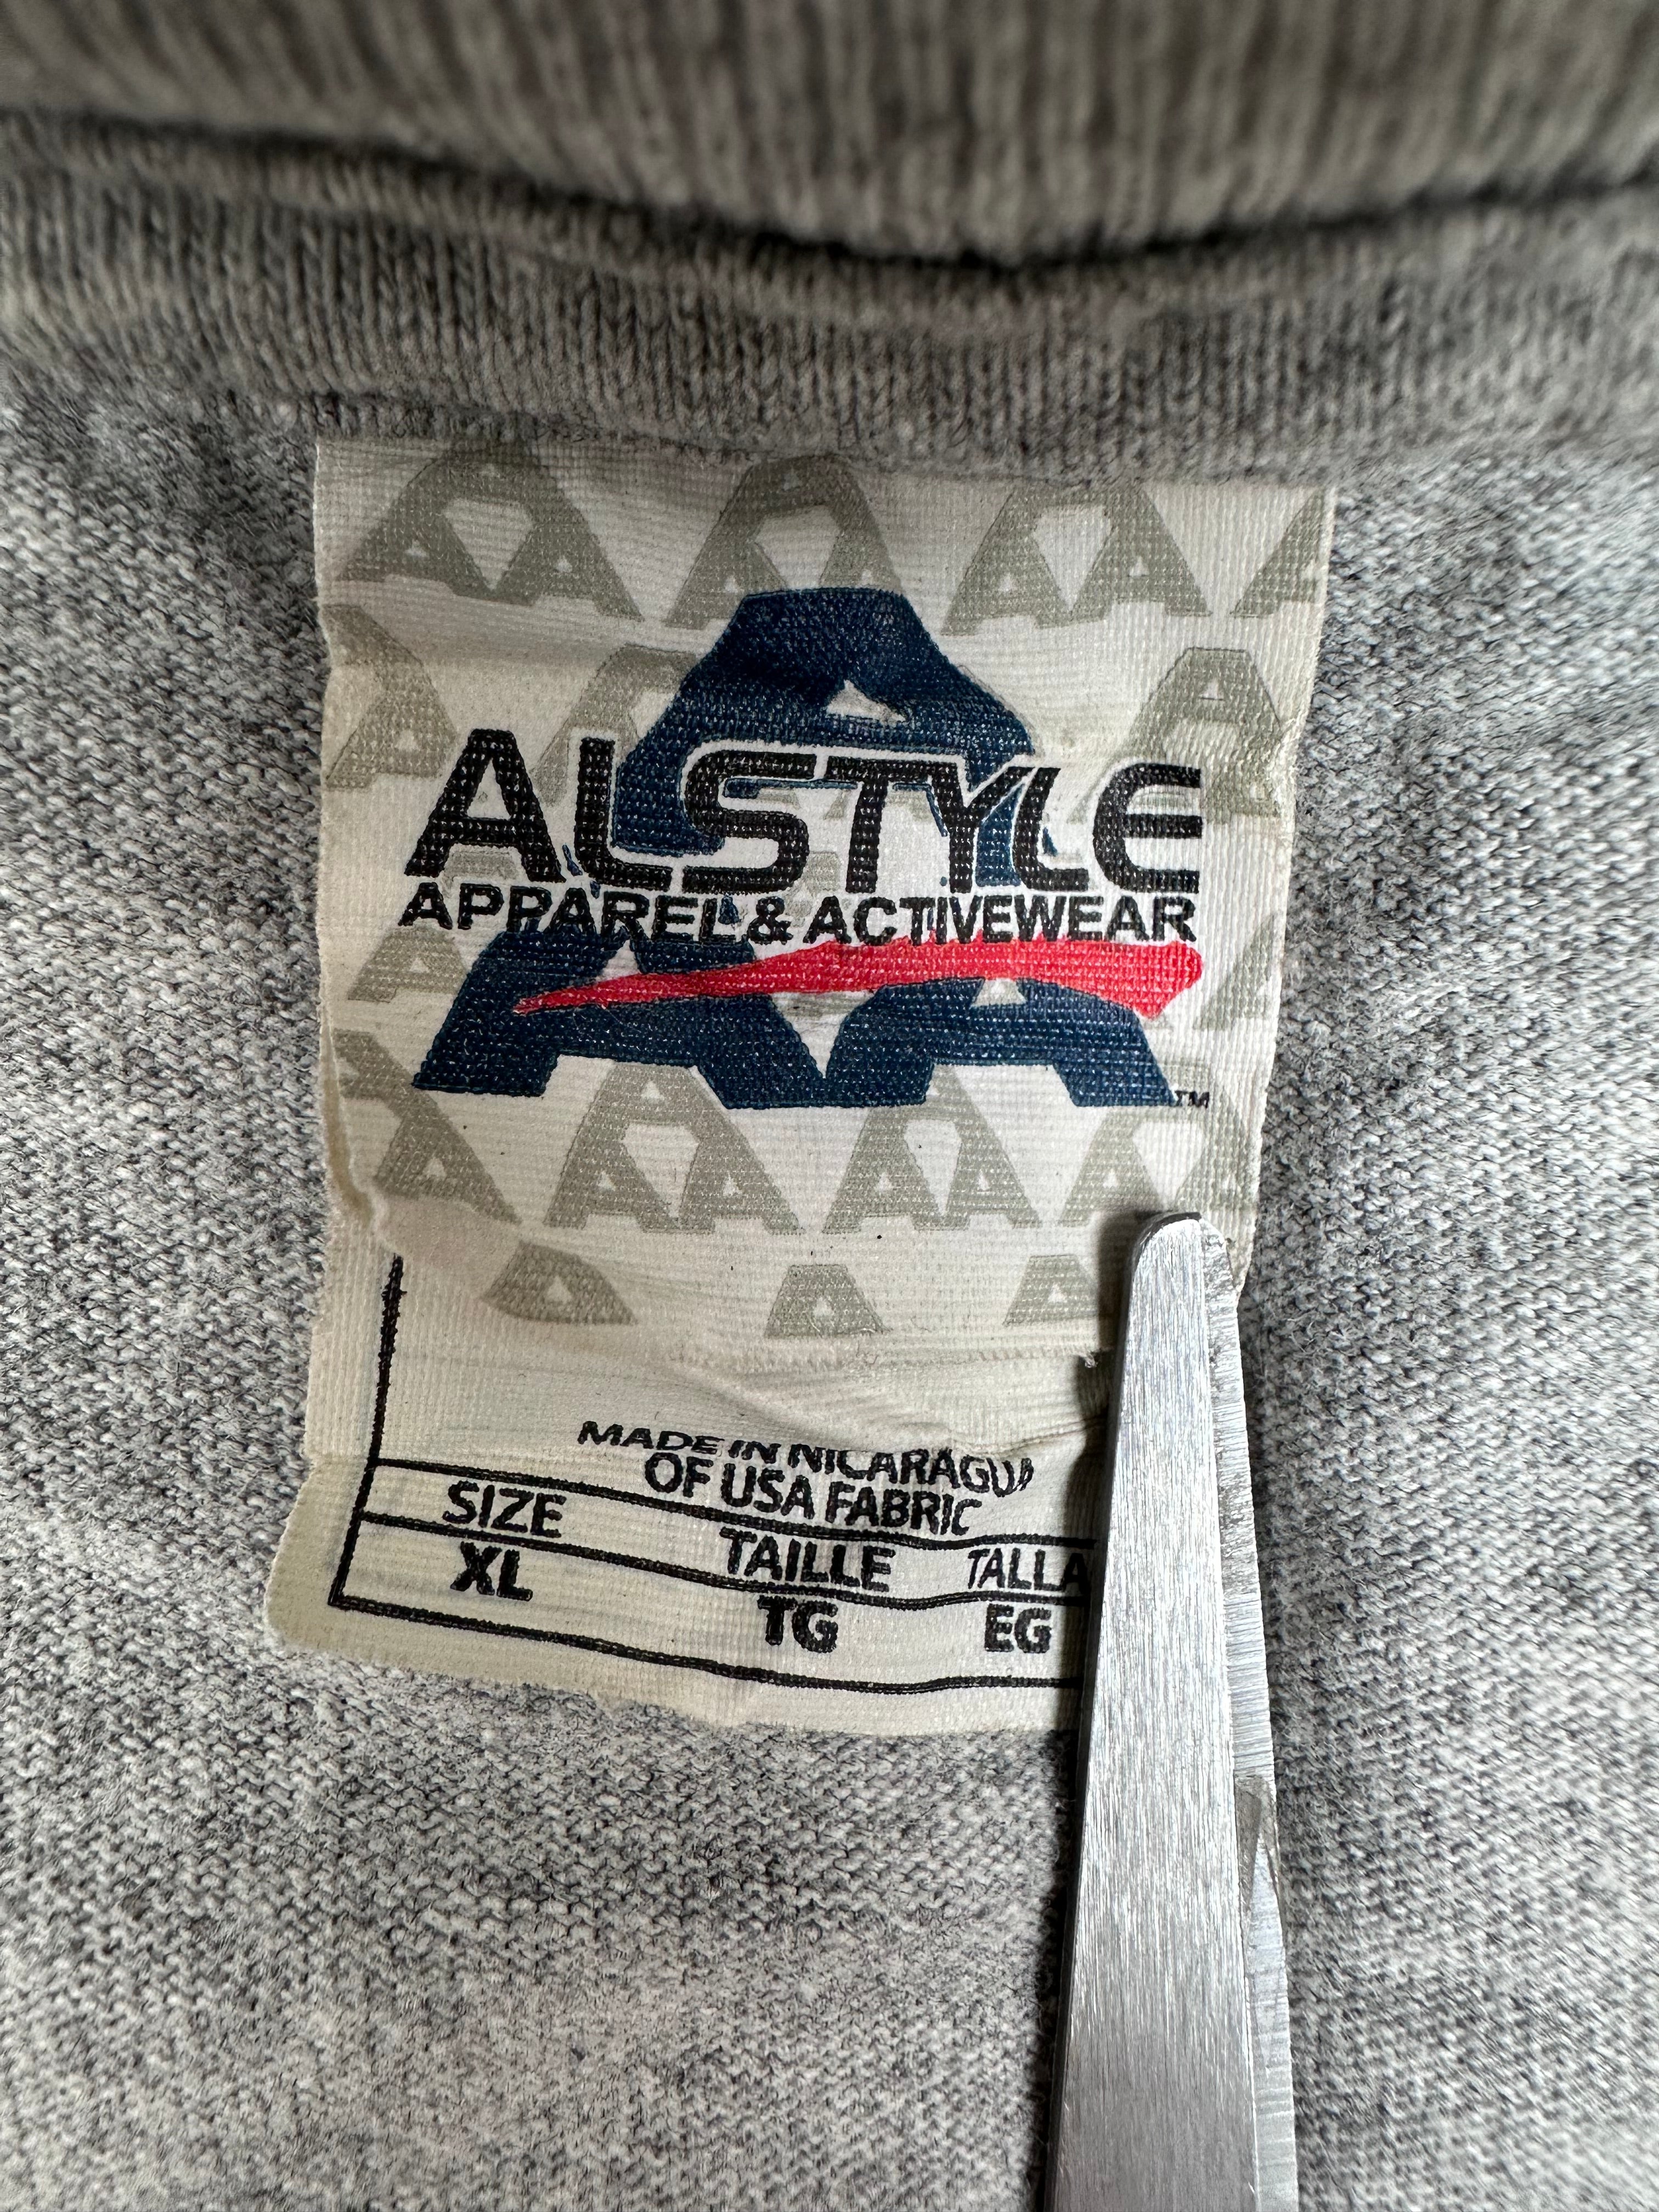 ALSTYLE
APPAREL & ACTIVEWEAR
TM
MADE IN NICARAGUA
OF USA FABRIC
SIZE TAILLE TALLA
XL TG EG